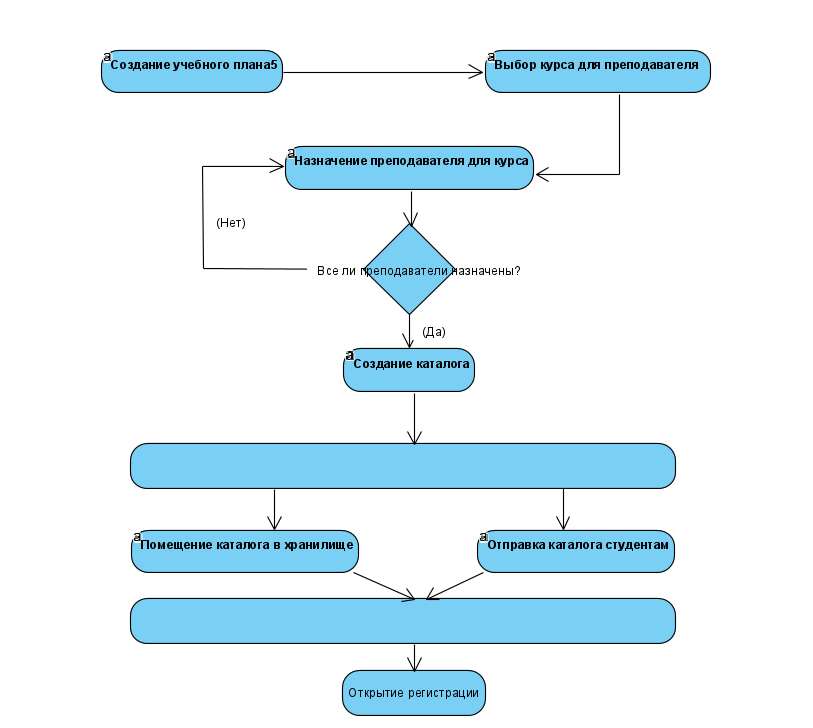 a
Создание учебного плана5
a
Выбор курса для преподавателя
a
Назначение преподавателя для курса
(Нет)
Все ли преподаватели назначены?
(Да)
a
Создание каталога
a
Помещение каталога в хранилище
a
Отправка каталога студентам
Открытие регистрации